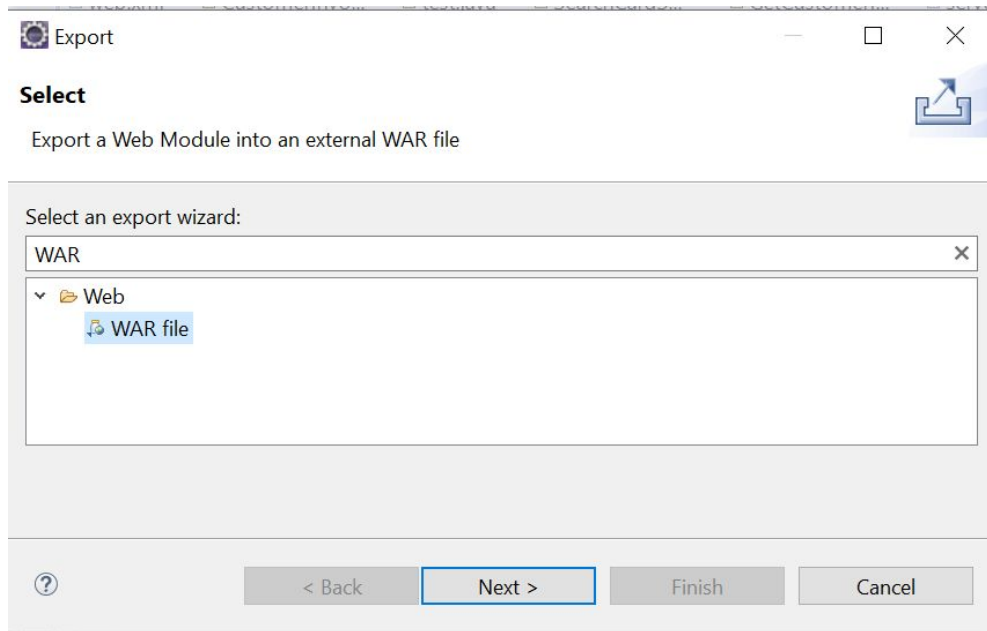 Export
Select
Export a Web Module into an external WAR file
Select an export wizard:
WAR
Web
WAR file
< Back Next > Finish Cancel